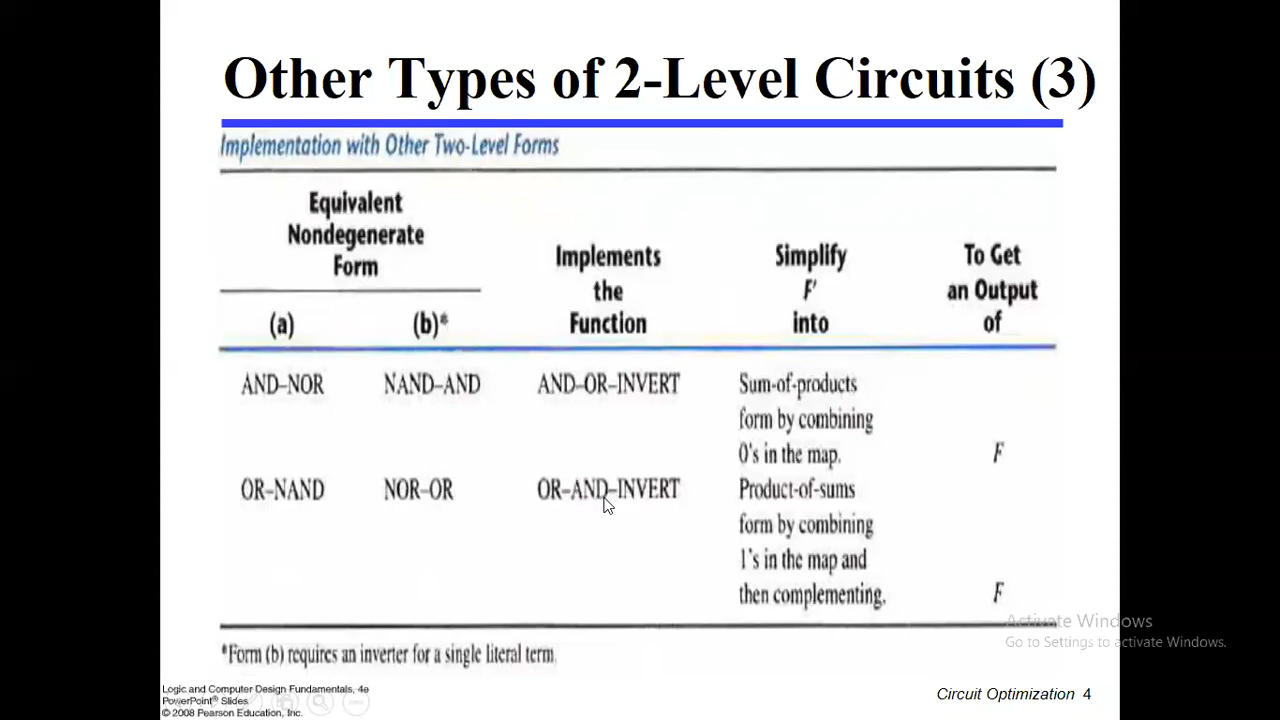 Other Types of 2-Level Circuits (3)
Implementation with Other Two-Level Forms
Equivalent
Nondegenerate
Form
Implements
the
Function
Simplify
F′
into
To Get
an Output
of
(a)
(b)*
AND–NOR NAND–AND AND–OR–INVERT Sum-of-products
form by combining
0's in the map. F
OR–NAND NOR–OR OR–AND–INVERT Product-of-sums
form by combining
1's in the map and
then complementing. F
*Form (b) requires an inverter for a single literal term.
Activate Windows
Go to Settings to activate Windows.
Logic and Computer Design Fundamentals, 4e
PowerPoint® Slides
© 2008 Pearson Education, Inc.
Circuit Optimization 4